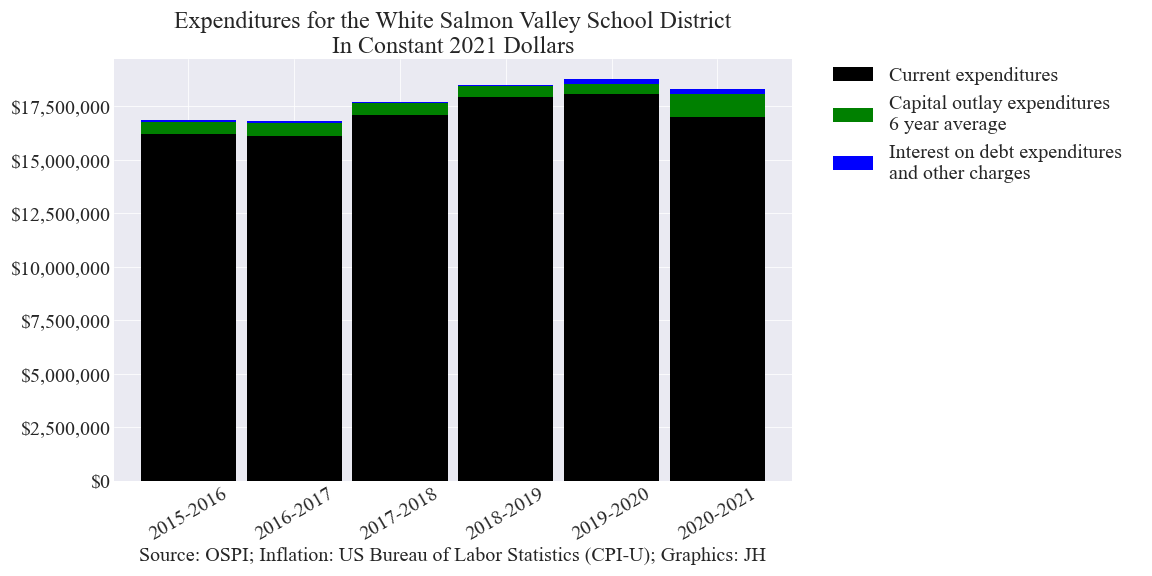 Expenditures for the White Salmon Valley School District
In Constant 2021 Dollars
Current expenditures
Capital outlay expenditures
6 year average
Interest on debt expenditures
and other charges
$17,500,000
$15,000,000
$12,500,000
$10,000,000
$7,500,000
$5,000,000
$2,500,000
$0
2015-2016
2016-2017
2017-2018
2018-2019
2019-2020
2020-2021
Source: OSPI; Inflation: US Bureau of Labor Statistics (CPI-U); Graphics: JH